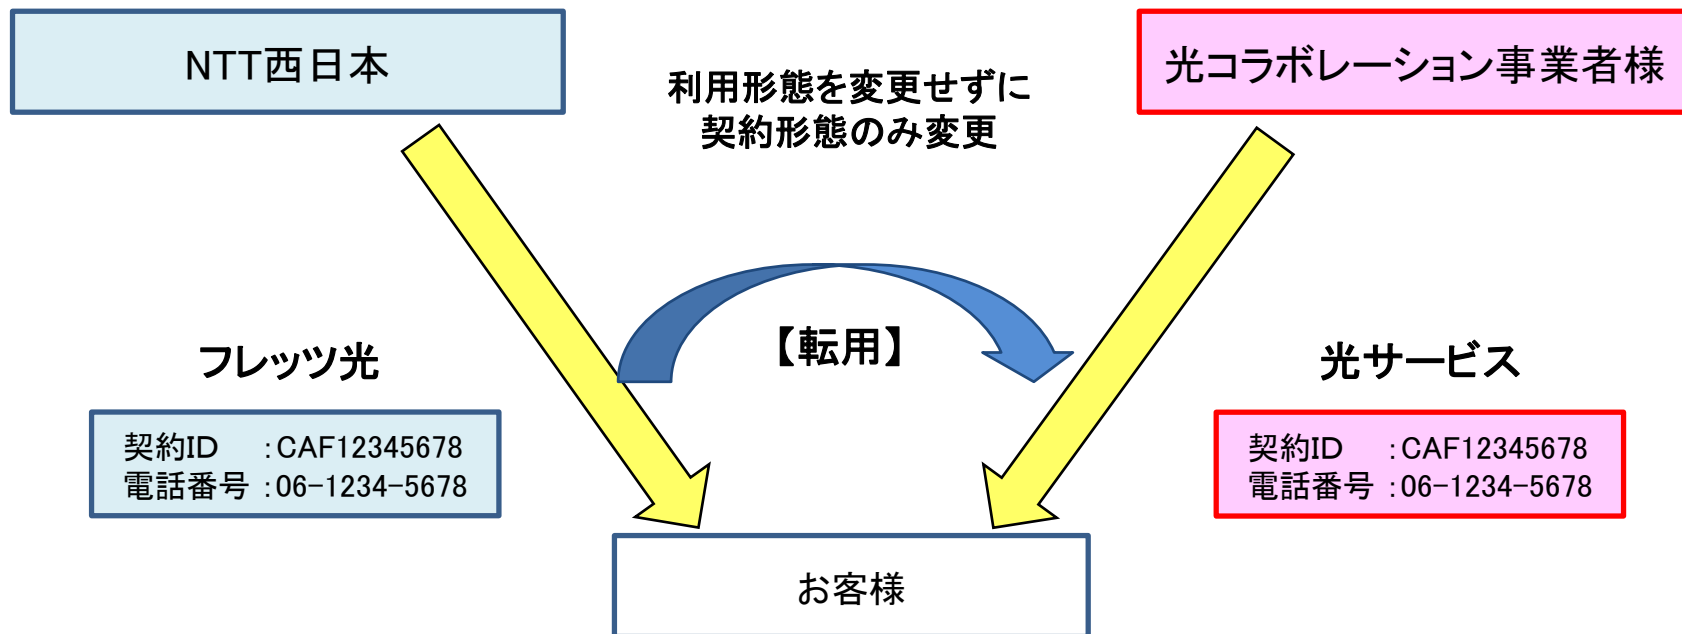 NTT西日本
光コラボレーション事業者様
利用形態を変更せずに
契約形態のみ変更
【転用】
フレッツ光
契約ID :CAF12345678
電話番号 :06-1234-5678
光サービス
契約ID :CAF12345678
電話番号 :06-1234-5678
お客様